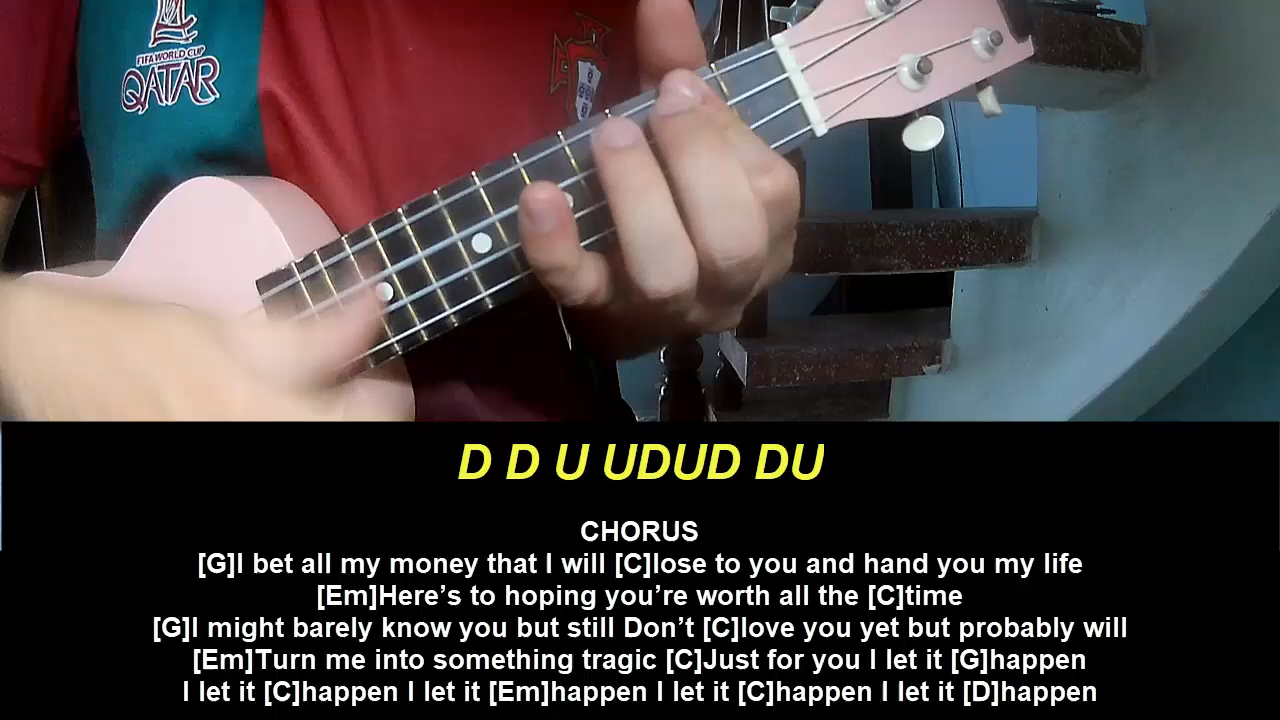 FIFA WORLD CUP
QATAR
D D U UDUD DU
CHORUS
[G]I bet all my money that I will [C]lose to you and hand you my life
[Em]Here’s to hoping you’re worth all the [C]time
[G]I might barely know you but still Don’t [C]love you yet but probably will
[Em]Turn me into something tragic [C]Just for you I let it [G]happen
I let it [C]happen I let it [Em]happen I let it [C]happen I let it [D]happen